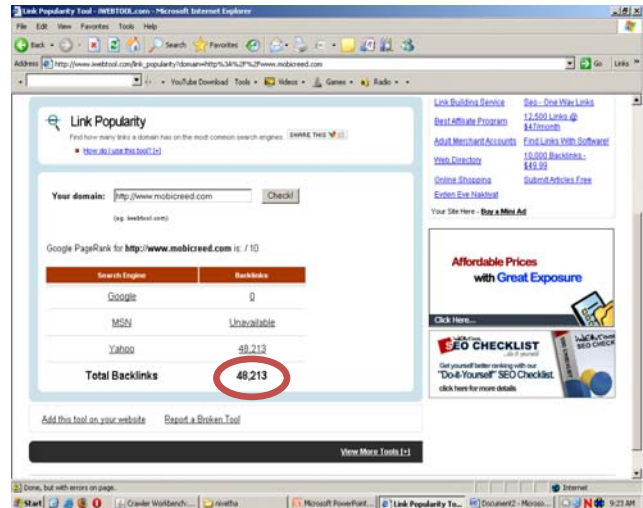 Link Popularity Tool - iWEBTOOL.com - Microsoft Internet Explorer
File Edit View Favorites Tools Help
Back Search Favorites
Address http://www.iwebtool.com/link_popularity?domain=http%3A%2F%2Fwww.mobicreed.com Go Links »
YouTube Download Tools Videos Games Radio
Link Popularity
Find how many links a domain has on the most common search engines. SHARE THIS
How do I use this tool? [+]
Your domain: http://www.mobicreed.com Check!
(eg. iwebtool.com)
Google PageRank for http://www.mobicreed.com is: / 10
Search Engine Backlinks
Google 0
MSN Unavailable
Yahoo 48,213
Total Backlinks 48,213
Add this tool on your website Report a Broken Tool
View More Tools [+]
Link Building Service Seo - One Way Links
Best Affiliate Program 12,500 Links @
$47/month
Adult Merchant Accounts Find Links With Software!
Web Directory 10,000 Backlinks -
$49.99
Online Shopping Submit Articles Free
Evden Eve Nakliyat
Your Site Here - Buy a Mini Ad
Affordable Prices
with Great Exposure
Click Here...
SEO CHECKLIST
...do it yourself
Get yourself better ranking with our
"Do-it-Yourself" SEO Checklist.
click here for more details
Done, but with errors on page. Internet
Start Crawler Workbench... nivetha Microsoft PowerPoint... Link Popularity To... Document2 - Microso... 9:23 AM